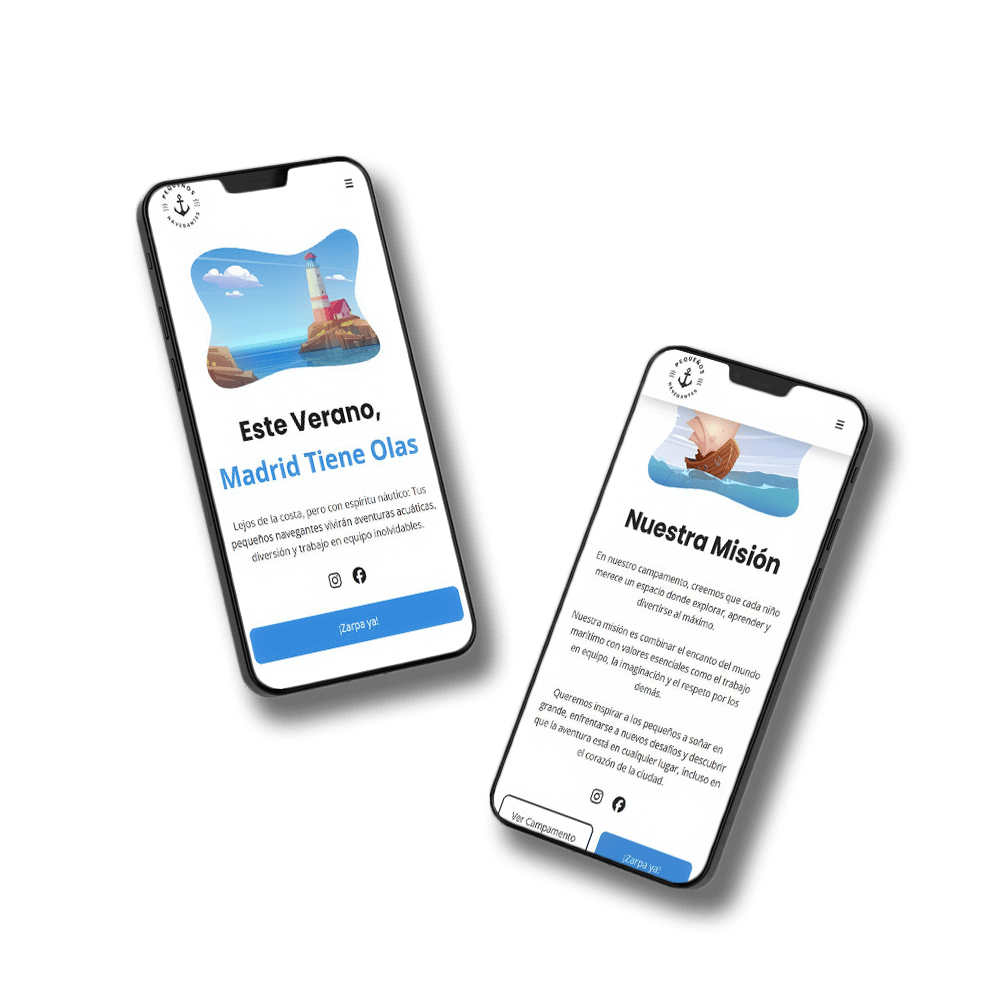 PEQUEÑOS
NAVEGANTES
Este Verano,
Madrid Tiene Olas
Lejos de la costa, pero con espíritu náutico: Tus
pequeños navegantes vivirán aventuras acuáticas,
diversión y trabajo en equipo inolvidables.
¡Zarpa ya!
PEQUEÑOS
NAVEGANTES
Nuestra Misión
En nuestro campamento, creemos que cada niño
merece un espacio donde explorar, aprender y
divertirse al máximo.
Nuestra misión es combinar el encanto del mundo
marítimo con valores esenciales como el trabajo
en equipo, la imaginación y el respeto por los
demás.
Queremos inspirar a los pequeños a soñar en
grande, enfrentarse a nuevos desafíos y descubrir
que la aventura está en cualquier lugar, incluso en
el corazón de la ciudad.
Ver Campamento
¡Zarpa ya!